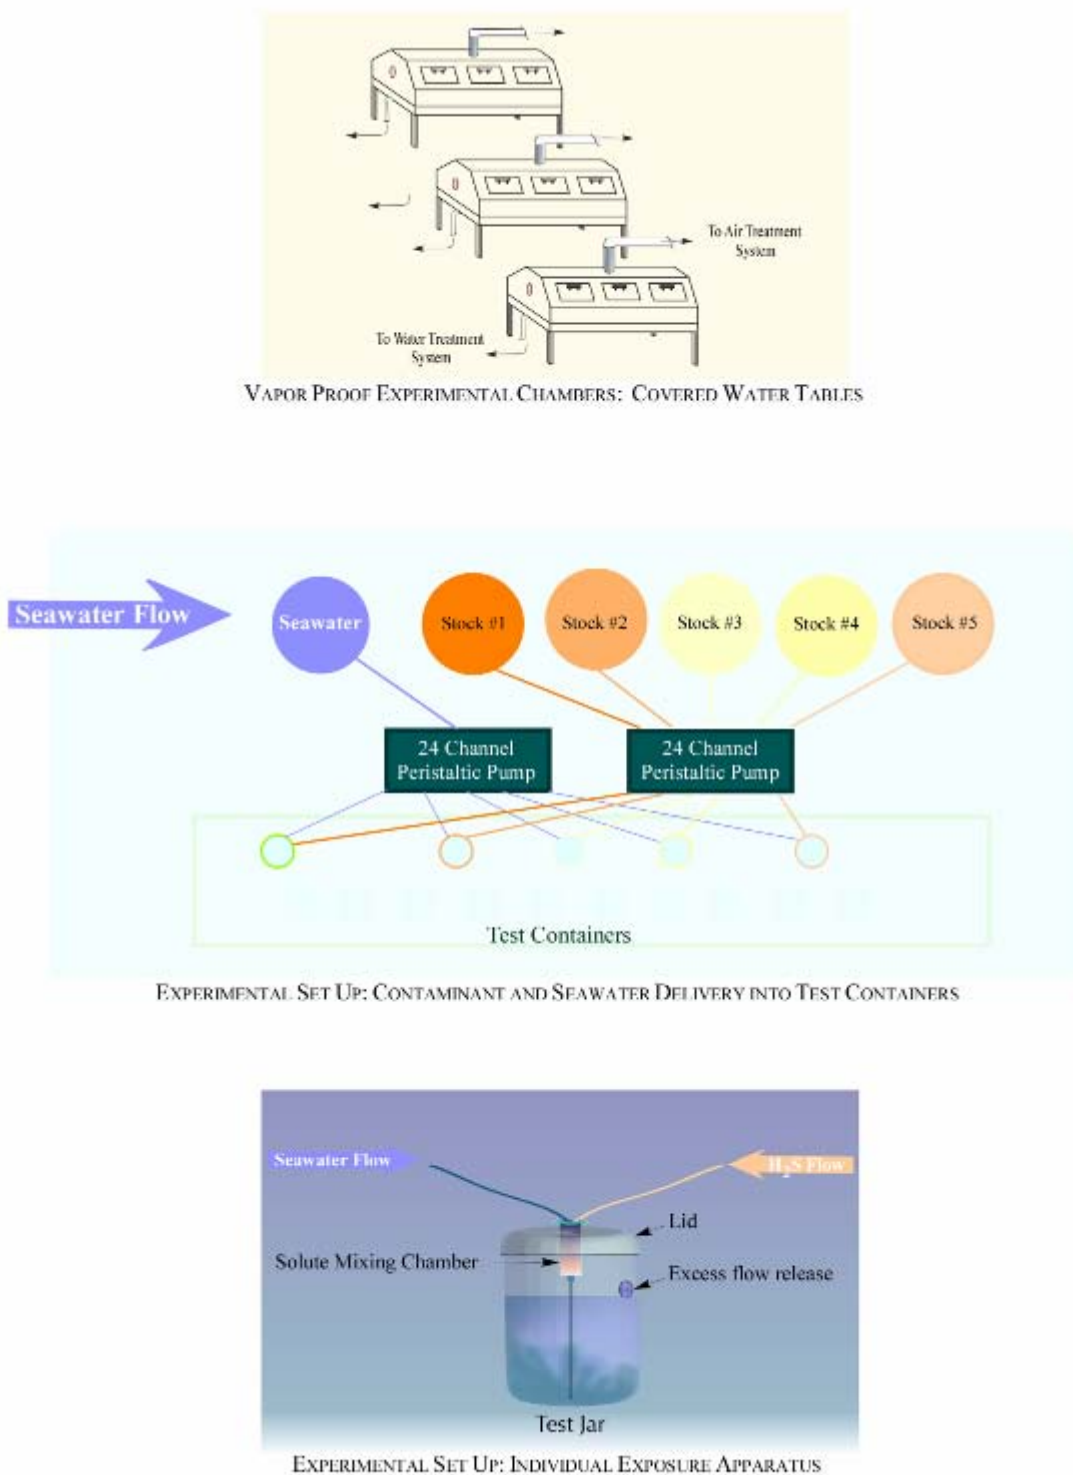 To Air Treatment
System
To Water Treatment
System
VAPOR PROOF EXPERIMENTAL CHAMBERS: COVERED WATER TABLES
Seawater Flow
Seawater
Stock #1
Stock #2
Stock #3
Stock #4
Stock #5
24 Channel
Peristaltic Pump
24 Channel
Peristaltic Pump
Test Containers
EXPERIMENTAL SET UP: CONTAMINANT AND SEAWATER DELIVERY INTO TEST CONTAINERS
Seawater Flow
H₂S Flow
Lid
Solute Mixing Chamber
Excess flow release
Test Jar
EXPERIMENTAL SET UP: INDIVIDUAL EXPOSURE APPARATUS